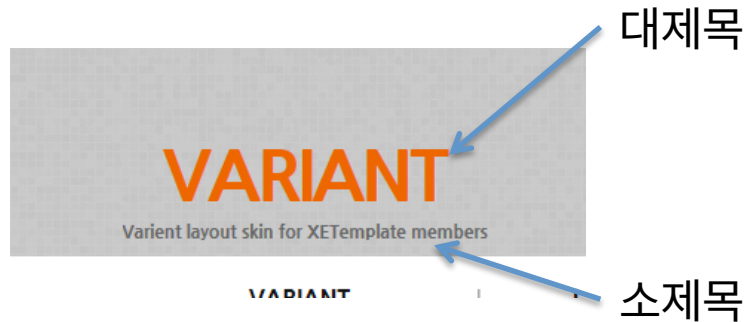 대제목
VARIANT
Varient layout skin for XETemplate members
VARIANT
소제목